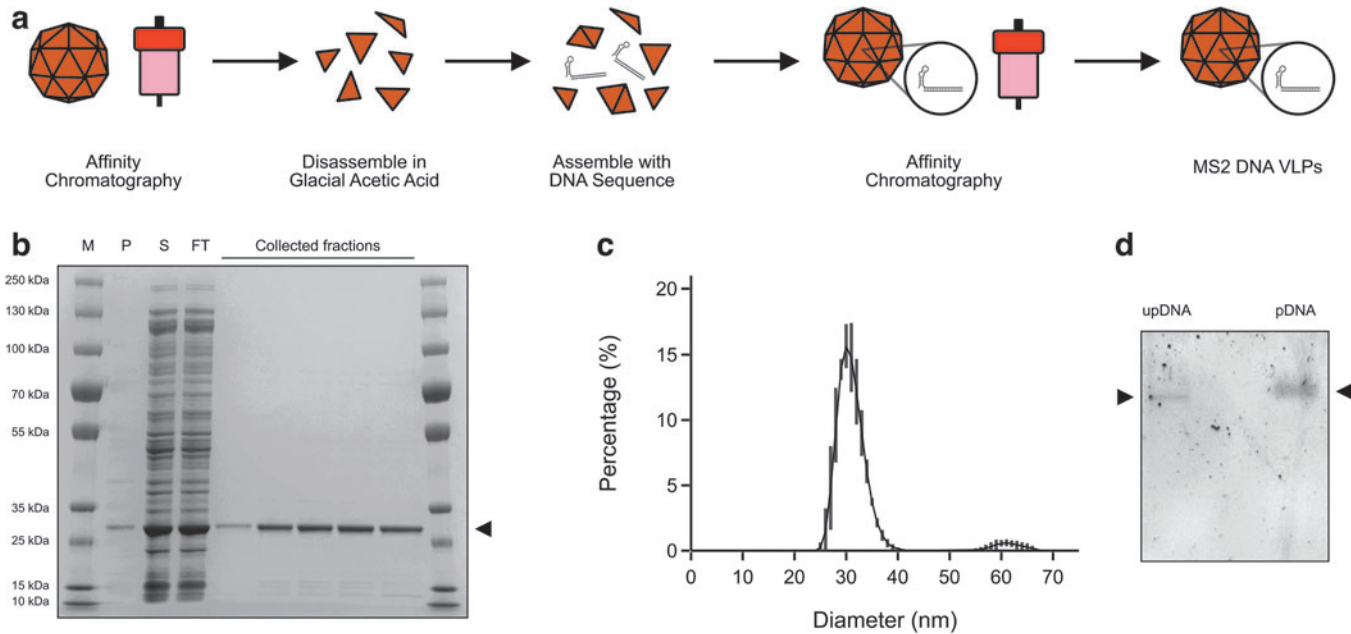 a
Affinity
Chromatography
Disassemble in
Glacial Acetic Acid
Assemble with
DNA Sequence
Affinity
Chromatography
MS2 DNA VLPs
b
M P S FT Collected fractions
250 kDa
130 kDa
100 kDa
70 kDa
55 kDa
35 kDa
25 kDa
15 kDa
10 kDa
c
Percentage (%)
20
15
10
5
0
0 10 20 30 40 50 60 70
Diameter (nm)
d
upDNA pDNA